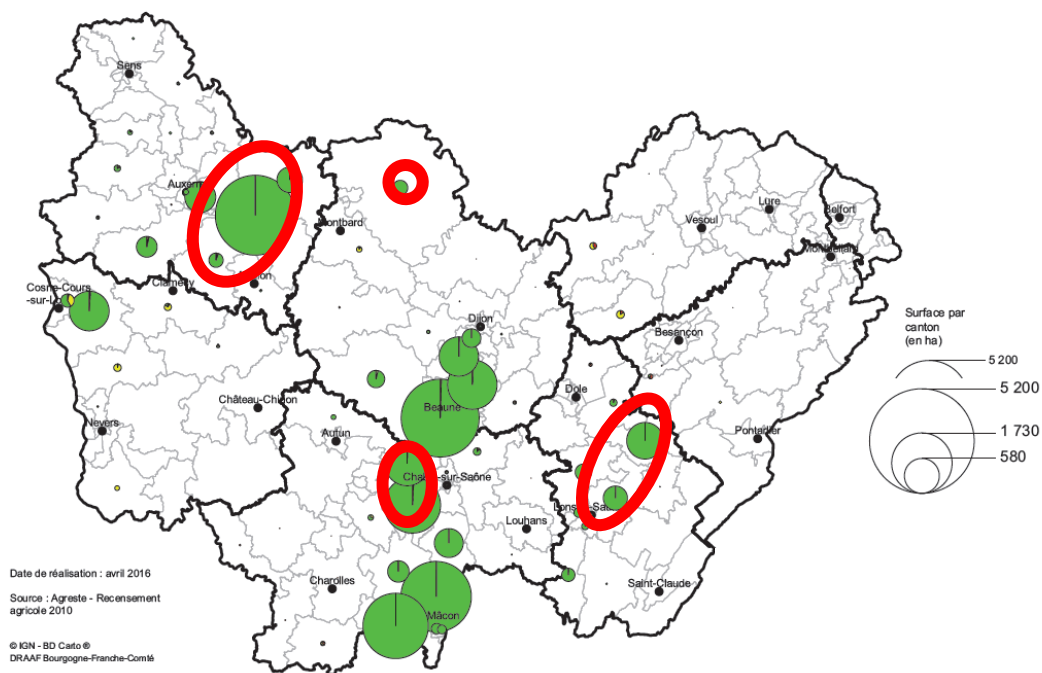 Sens
Auxerre
Montbard
Vesoul
Lure
Belfort
Montbéliard
Clamecy
Cosne-Cours
-sur-Lo
Dijon
Besançon
Surface par
canton
(en ha)
5 200
5 200
1 730
580
Château-Chinon
Nevers
Beaune
Dole
Autun
Pontarlier
Chalon-sur-Saône
Louhans
Date de réalisation : avril 2016
Source : Agreste - Recensement
agricole 2010
© IGN - BD Carto ®
DRAAF Bourgogne-Franche-Comté
Charolles
Saint-Claude
Mâcon